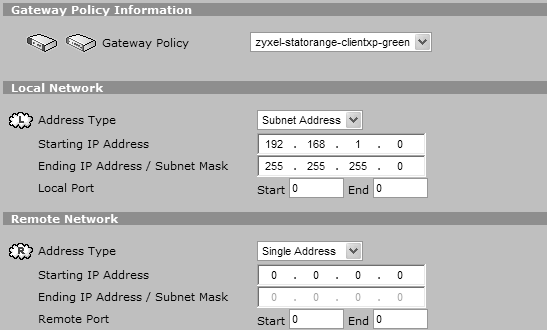 Gateway Policy Information
Gateway Policy zyxel-statorange-clientxp-green
Local Network
L Address Type Subnet Address
Starting IP Address 192 . 168 . 1 . 0
Ending IP Address / Subnet Mask 255 . 255 . 255 . 0
Local Port Start 0 End 0
Remote Network
R Address Type Single Address
Starting IP Address 0 . 0 . 0 . 0
Ending IP Address / Subnet Mask 0 . 0 . 0 . 0
Remote Port Start 0 End 0